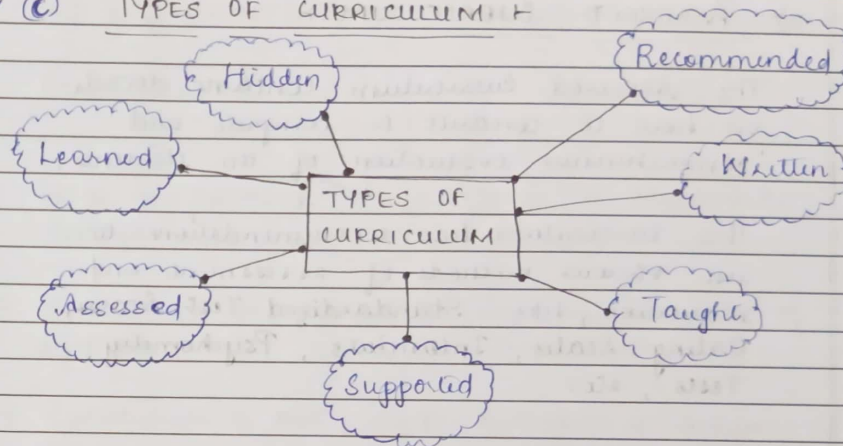 (C) TYPES OF CURRICULUM :-
Hidden
Recommended
Learned
Written
TYPES OF
CURRICULUM
Assessed
Taught
Supported